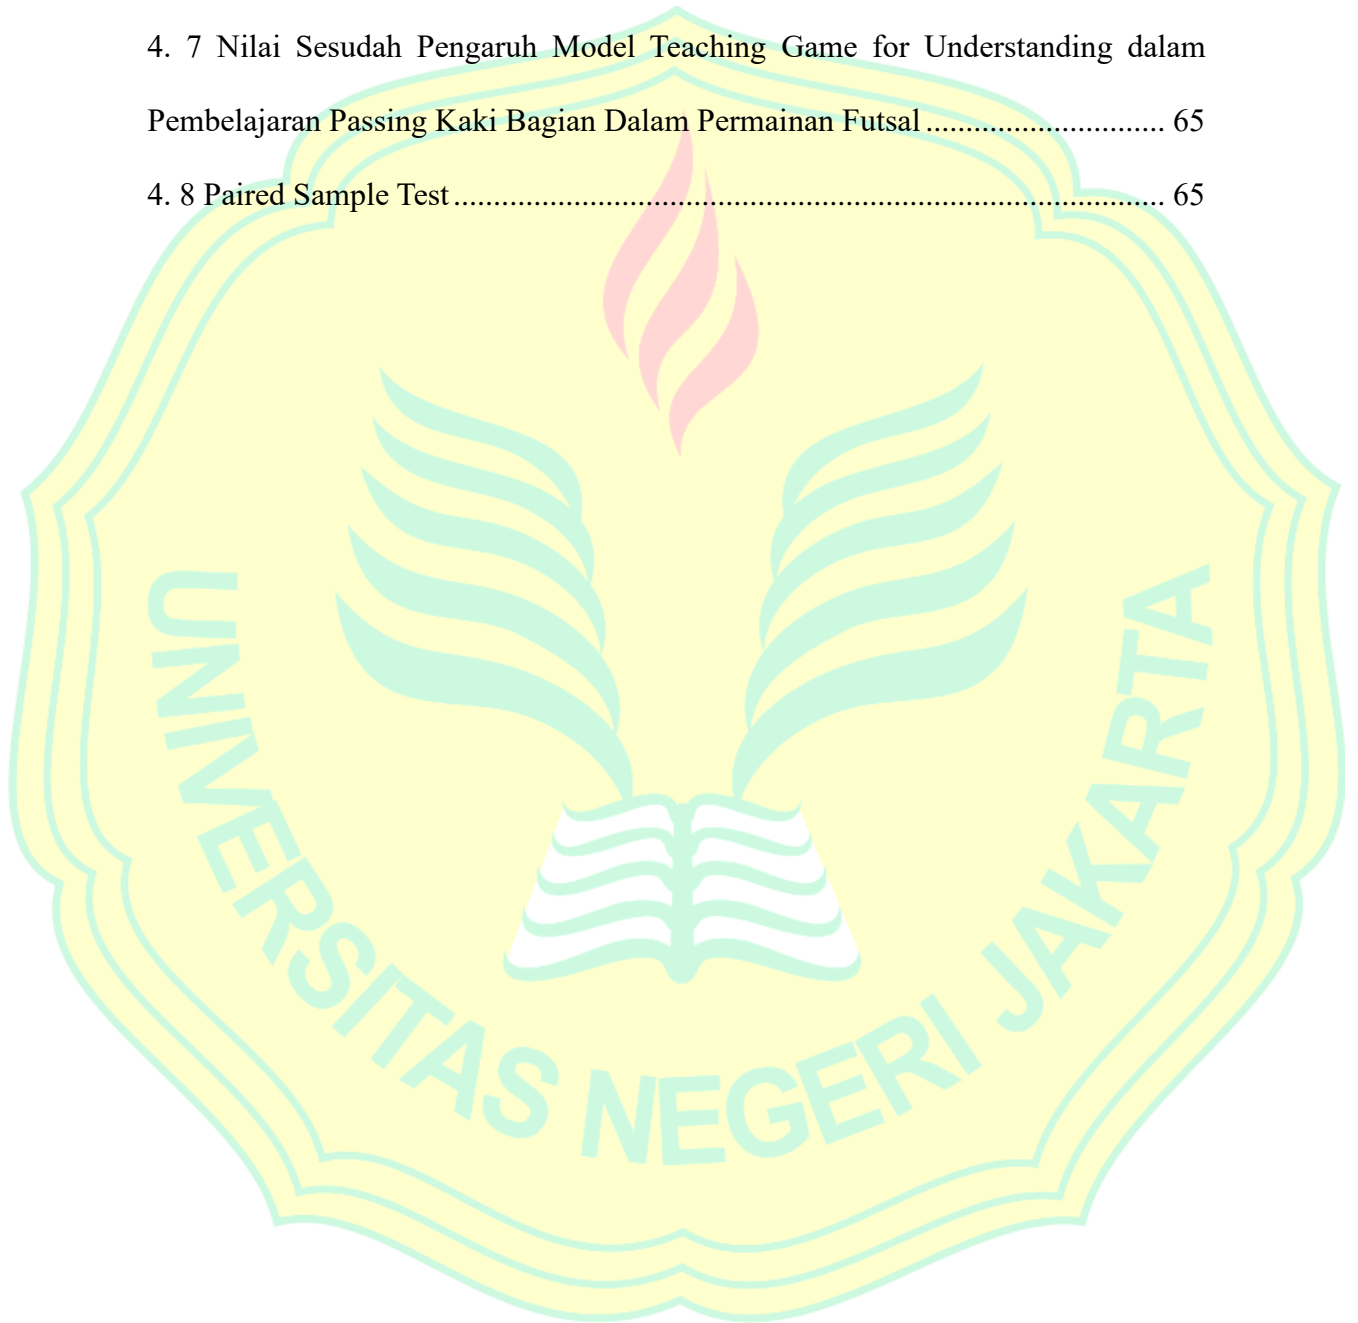 4. 7 Nilai Sesudah Pengaruh Model Teaching Game for Understanding dalam
Pembelajaran Passing Kaki Bagian Dalam Permainan Futsal ......................... 65
4. 8 Paired Sample Test ........................................................................... 65
UNIVERSITAS NEGERI JAKARTA